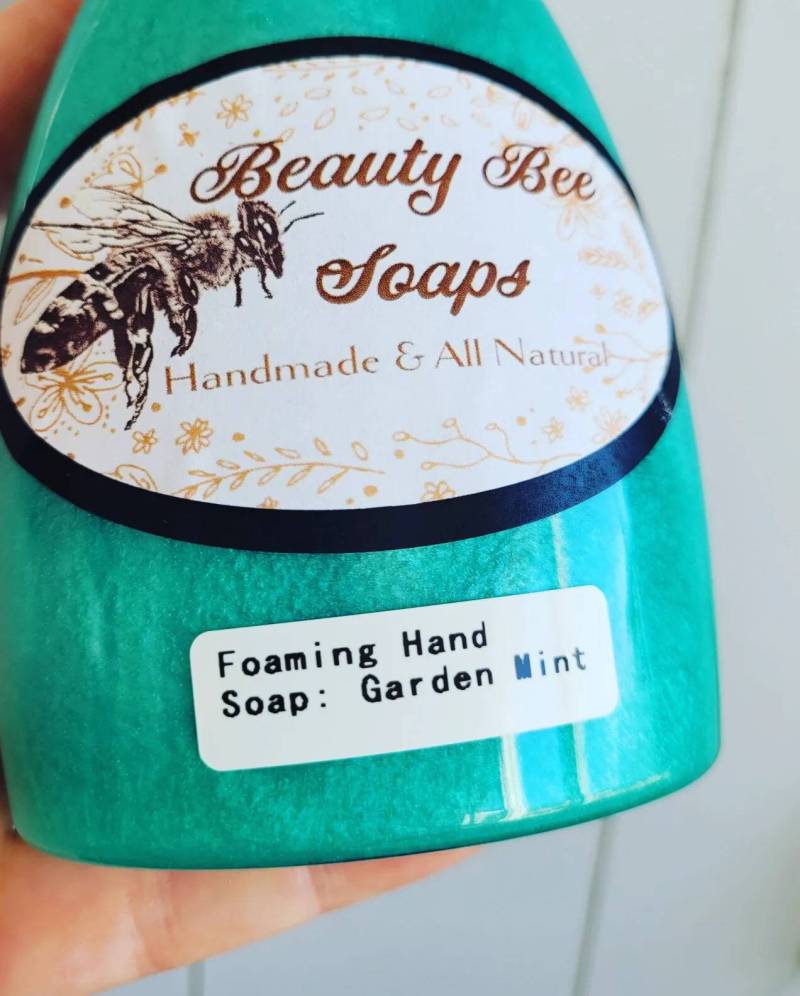 Beauty Bee
Soaps
Handmade & All Natural
Foaming Hand
Soap: Garden Mint